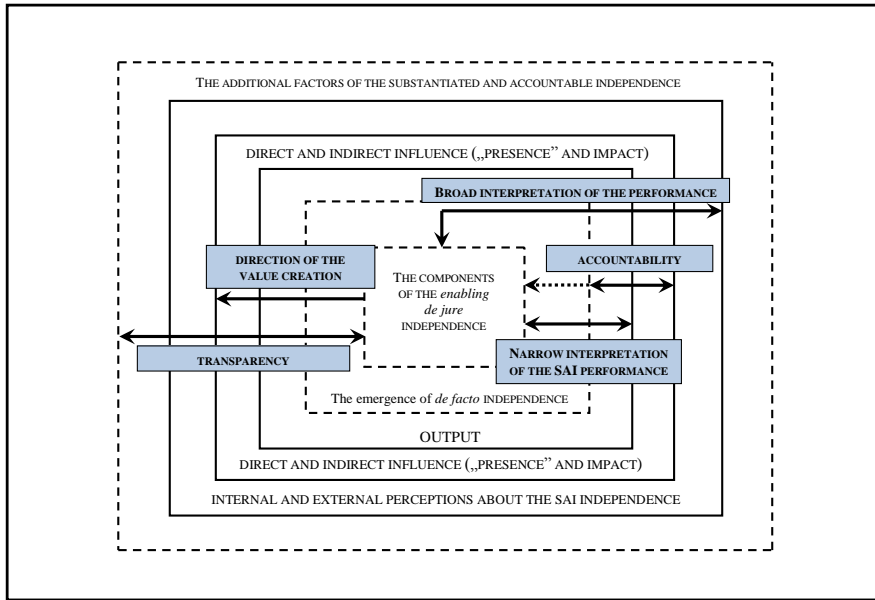 THE ADDITIONAL FACTORS OF THE SUBSTANTIATED AND ACCOUNTABLE INDEPENDENCE
DIRECT AND INDIRECT INFLUENCE („PRESENCE” AND IMPACT)
BROAD INTERPRETATION OF THE PERFORMANCE
DIRECTION OF THE
VALUE CREATION
ACCOUNTABILITY
THE COMPONENTS
OF THE enabling
de jure
INDEPENDENCE
TRANSPARENCY
NARROW INTERPRETATION
OF THE SAI PERFORMANCE
The emergence of de facto INDEPENDENCE
OUTPUT
DIRECT AND INDIRECT INFLUENCE („PRESENCE” AND IMPACT)
INTERNAL AND EXTERNAL PERCEPTIONS ABOUT THE SAI INDEPENDENCE